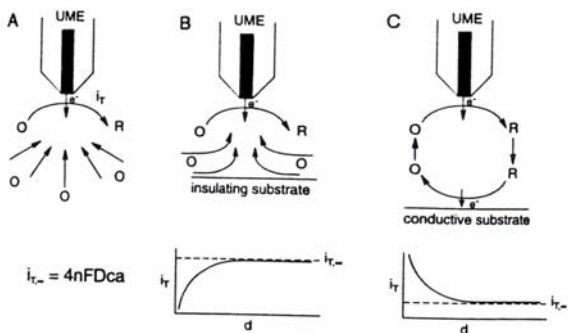 A
UME
e⁻
i_T
O
R
O
O
O
O
O
B
UME
e⁻
O
R
O
O
insulating substrate
C
UME
e⁻
O
R
O
R
e⁻
conductive substrate
i_T,∞ = 4nFDca
i_T
i_T,∞
d
i_T
i_T,∞
d